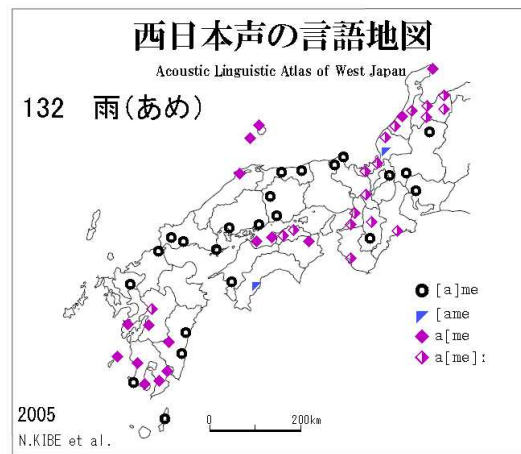 西日本声の言語地図
Acoustic Linguistic Atlas of West Japan
132 雨(あめ)
[a]me
[ame
a[me
a[me]:
2005
N.KIBE et al.
0 200km